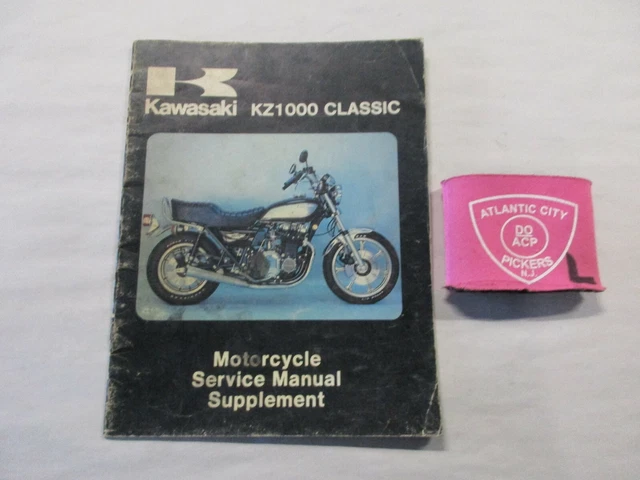 Kawasaki KZ1000 CLASSIC
Motorcycle
Service Manual
Supplement
ATLANTIC CITY
DO
ACP
PICKERS
N.J.
L